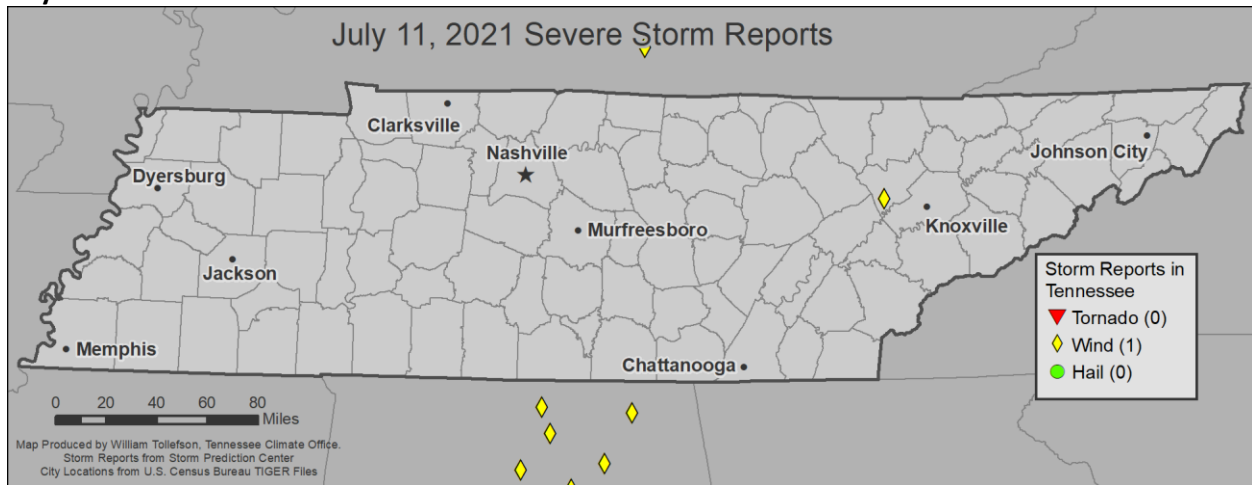 July 11, 2021 Severe Storm Reports
Clarksville
Nashville
Johnson City
Dyersburg
Knoxville
Murfreesboro
Jackson
Storm Reports in
Tennessee
Tornado (0)
Wind (1)
Hail (0)
Memphis
Chattanooga
0 20 40 60 80
Miles
Map Produced by William Tollefson, Tennessee Climate Office.
Storm Reports from Storm Prediction Center
City Locations from U.S. Census Bureau TIGER Files